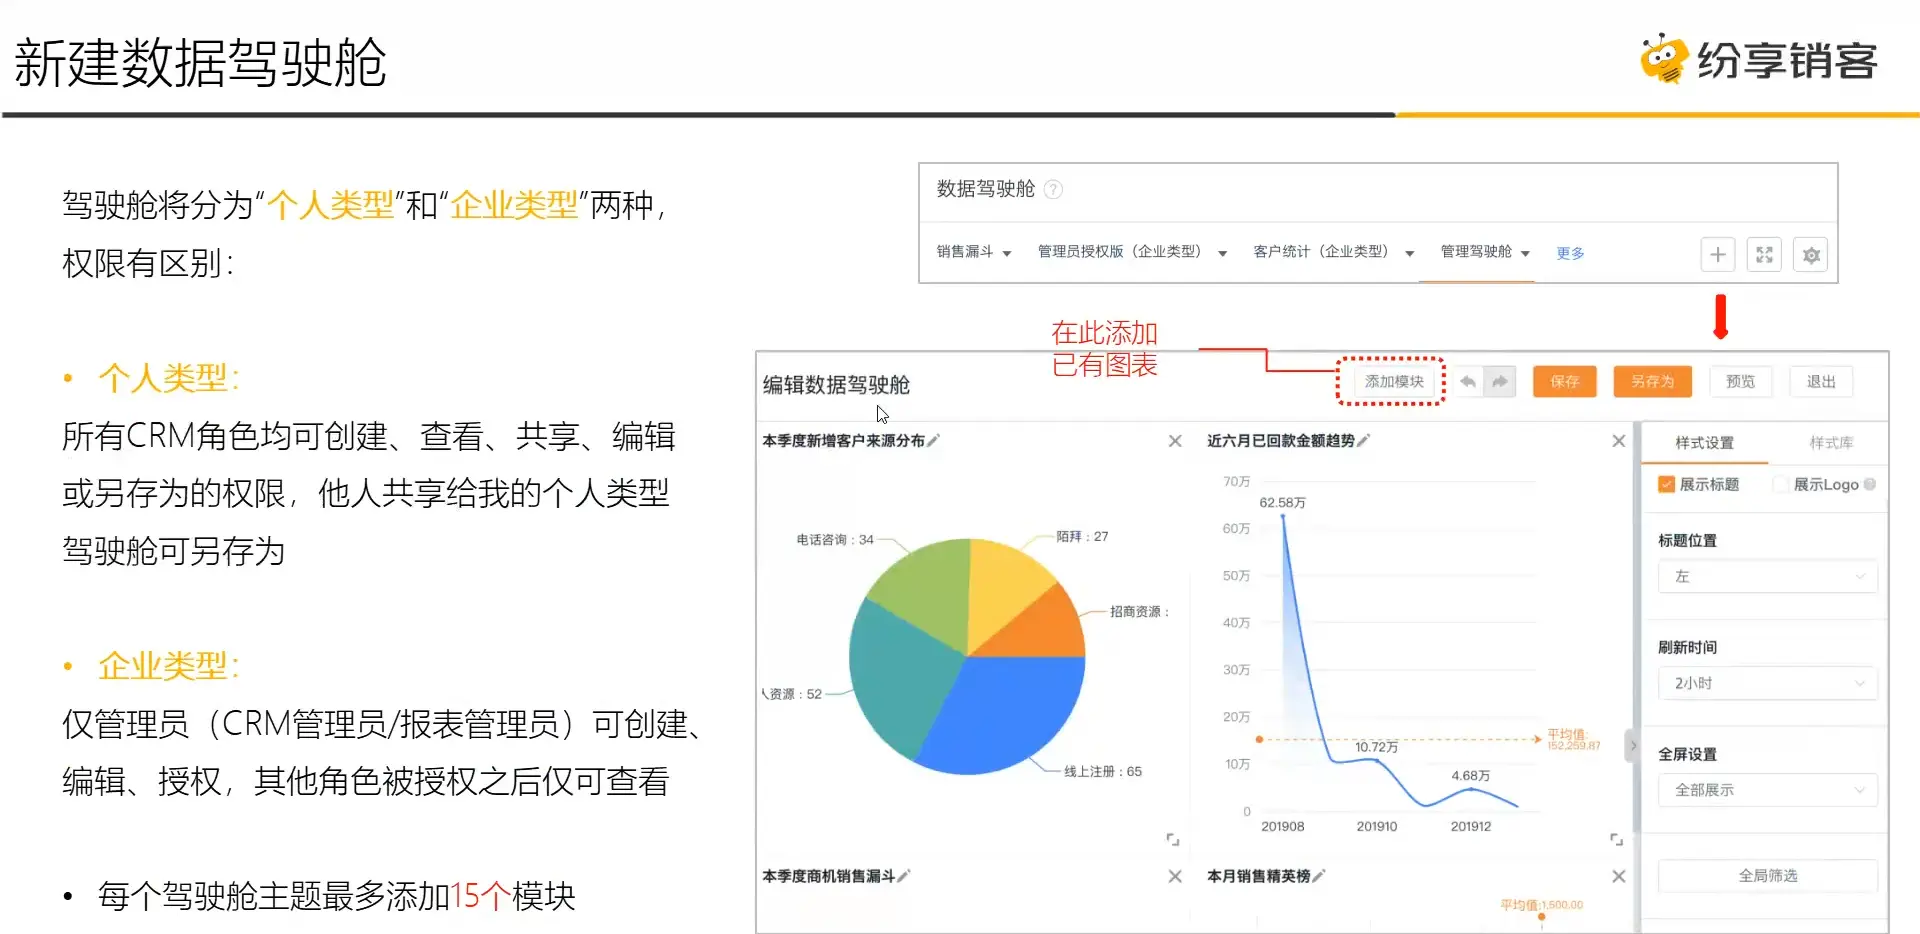 新建数据驾驶舱
纷享销客
驾驶舱将分为“个人类型”和“企业类型”两种，
权限有区别：
• 个人类型：
所有CRM角色均可创建、查看、共享、编辑
或另存为的权限，他人共享给我的个人类型
驾驶舱可另存为
• 企业类型：
仅管理员（CRM管理员/报表管理员）可创建、
编辑、授权，其他角色被授权之后仅可查看
• 每个驾驶舱主题最多添加15个模块
数据驾驶舱 ?
销售漏斗 管理员授权版（企业类型） 客户统计（企业类型） 管理驾驶舱 更多
在此添加
已有图表
编辑数据驾驶舱 添加模块 保存 另存为 预览 退出
本季度新增客户来源分布
电话咨询：34
陌拜：27
招商资源：
人资源：52
线上注册：65
近六月已回款金额趋势
70万
62.58万
60万
50万
40万
30万
20万
平均值:
152,259.87
10.72万
10万
4.68万
0
201908 201910 201912
本季度商机销售漏斗
本月销售精英榜
平均值:1,500.00
样式设置 样式库
展示标题 展示Logo
标题位置
左
刷新时间
2小时
全屏设置
全部展示
全局筛选